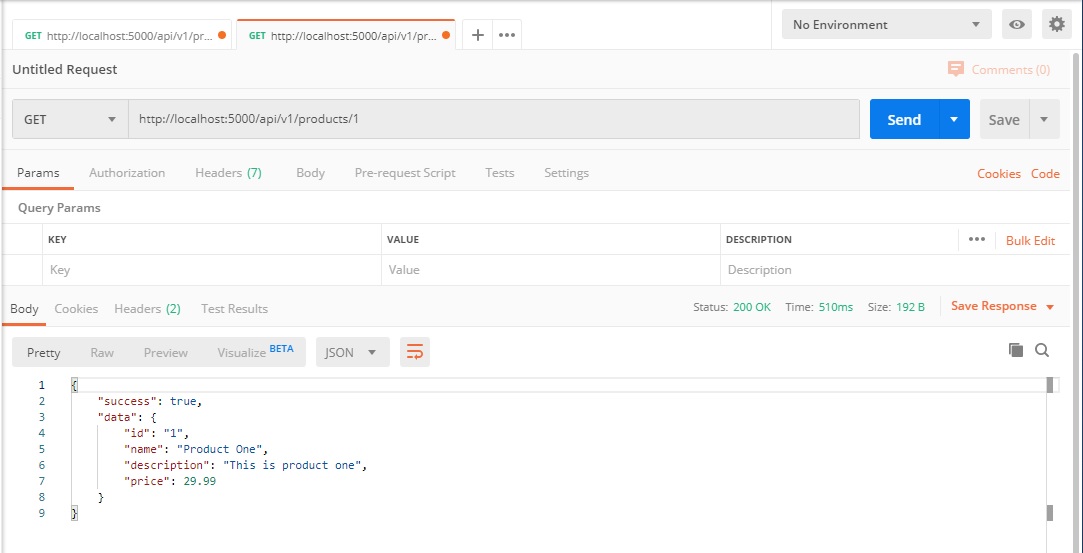 GET http://localhost:5000/api/v1/pr... GET http://localhost:5000/api/v1/pr... + ••• No Environment
Untitled Request Comments (0)
GET http://localhost:5000/api/v1/products/1 Send Save
Params Authorization Headers (7) Body Pre-request Script Tests Settings Cookies Code
Query Params
KEY VALUE DESCRIPTION ••• Bulk Edit
Key Value Description
Body Cookies Headers (2) Test Results Status: 200 OK Time: 510ms Size: 192 B Save Response
Pretty Raw Preview Visualize BETA JSON
1 {
2 "success": true,
3 "data": {
4 "id": "1",
5 "name": "Product One",
6 "description": "This is product one",
7 "price": 29.99
8 }
9 }